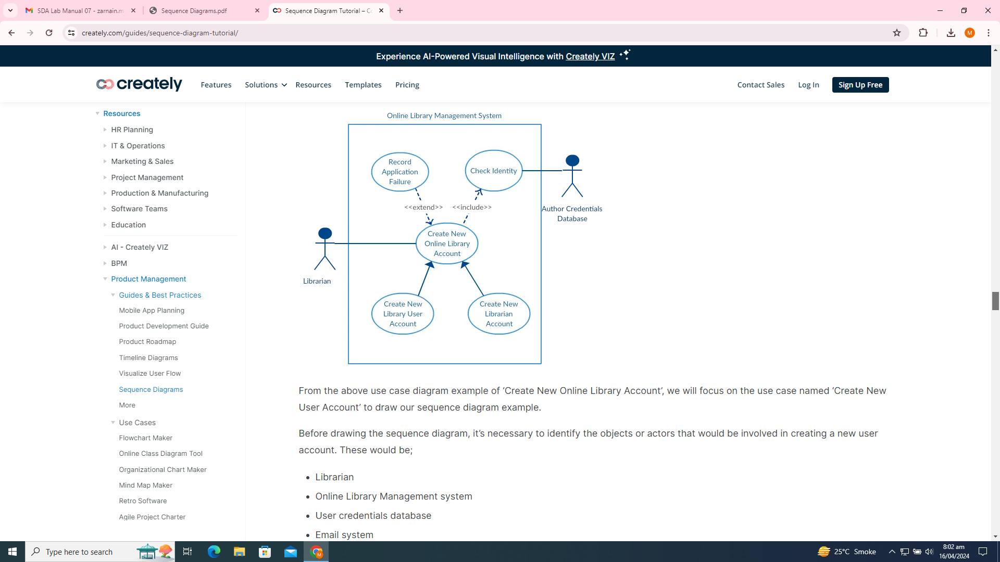 SDA Lab Manual 07 - zarnain.m
Sequence Diagrams.pdf
Sequence Diagram Tutorial – Co
creately.com/guides/sequence-diagram-tutorial/
M
Experience AI-Powered Visual Intelligence with Creately VIZ
creately
Features
Solutions
Resources
Templates
Pricing
Contact Sales
Log In
Sign Up Free
Resources
HR Planning
IT & Operations
Marketing & Sales
Project Management
Production & Manufacturing
Software Teams
Education
AI - Creately VIZ
BPM
Product Management
Guides & Best Practices
Mobile App Planning
Product Development Guide
Product Roadmap
Timeline Diagrams
Visualize User Flow
Sequence Diagrams
More
Use Cases
Flowchart Maker
Online Class Diagram Tool
Organizational Chart Maker
Mind Map Maker
Retro Software
Agile Project Charter
Online Library Management System
Record
Application
Failure
Check Identity
Author Credentials
Database
<<extend>>
<<include>>
Create New
Online Library
Account
Librarian
Create New
Library User
Account
Create New
Librarian
Account
From the above use case diagram example of ‘Create New Online Library Account’, we will focus on the use case named ‘Create New
User Account’ to draw our sequence diagram example.
Before drawing the sequence diagram, it’s necessary to identify the objects or actors that would be involved in creating a new user
account. These would be;
• Librarian
• Online Library Management system
• User credentials database
• Email system
Type here to search
M
25°C Smoke
8:02 am
16/04/2024